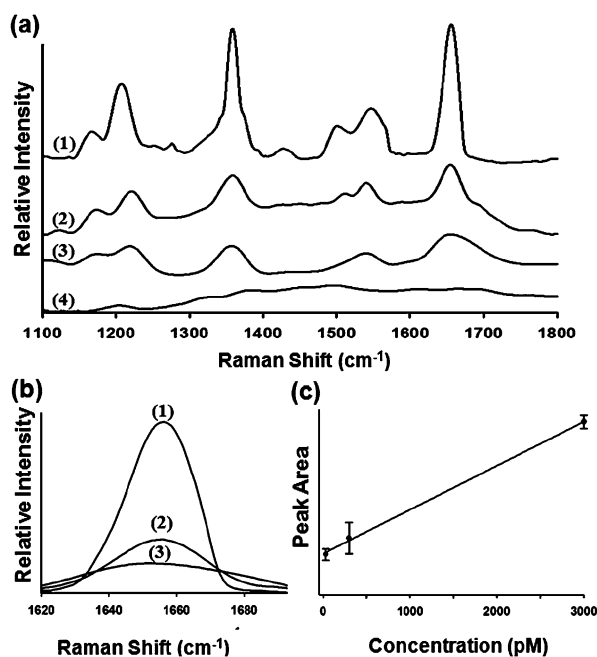 (a)
Relative Intensity
(1)
(2)
(3)
(4)
1100 1200 1300 1400 1500 1600 1700 1800
Raman Shift (cm-1)
(b)
Relative Intensity
(1)
(2)
(3)
1620 1640 1660 1680
Raman Shift (cm-1)
(c)
Peak Area
0 1000 2000 3000
Concentration (pM)